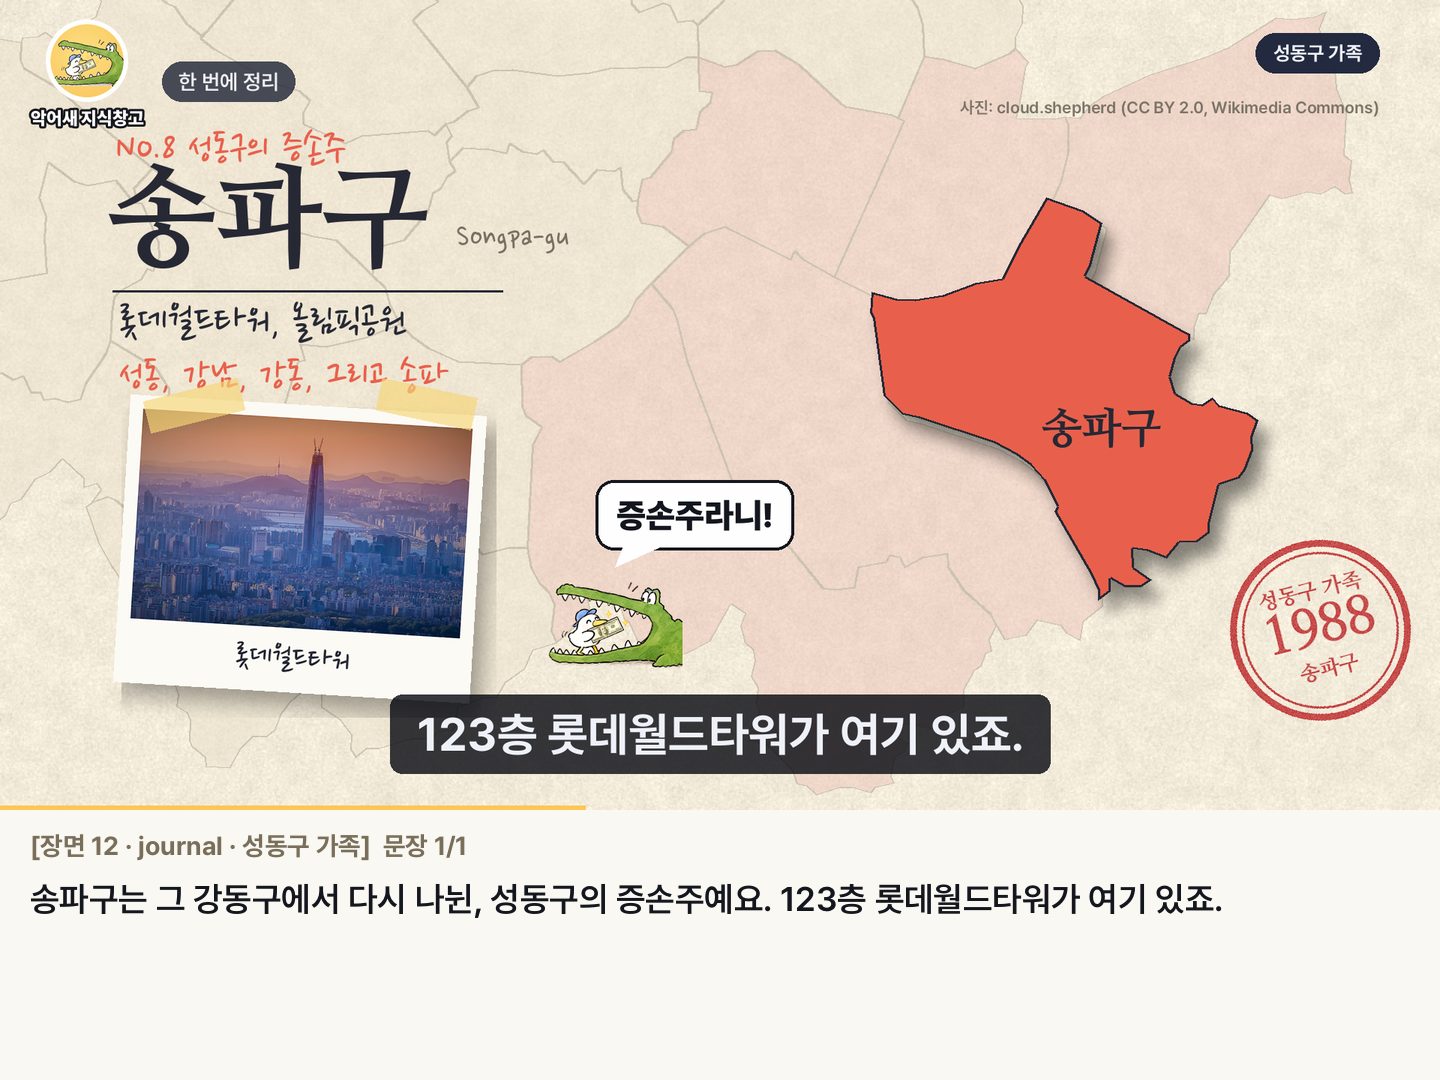 악어새 지식창고
한 번에 정리
성동구 가족
사진: cloud.shepherd (CC BY 2.0, Wikimedia Commons)
NO.8 성동구의 증손주
송파구
Songpa-gu
롯데월드타워, 올림픽공원
성동, 강남, 강동, 그리고 송파
송파구
증손주라니!
롯데월드타워
성동구 가족
1988
송파구
123층 롯데월드타워가 여기 있죠.
[장면 12 · journal · 성동구 가족] 문장 1/1
송파구는 그 강동구에서 다시 나뉜, 성동구의 증손주예요. 123층 롯데월드타워가 여기 있죠.